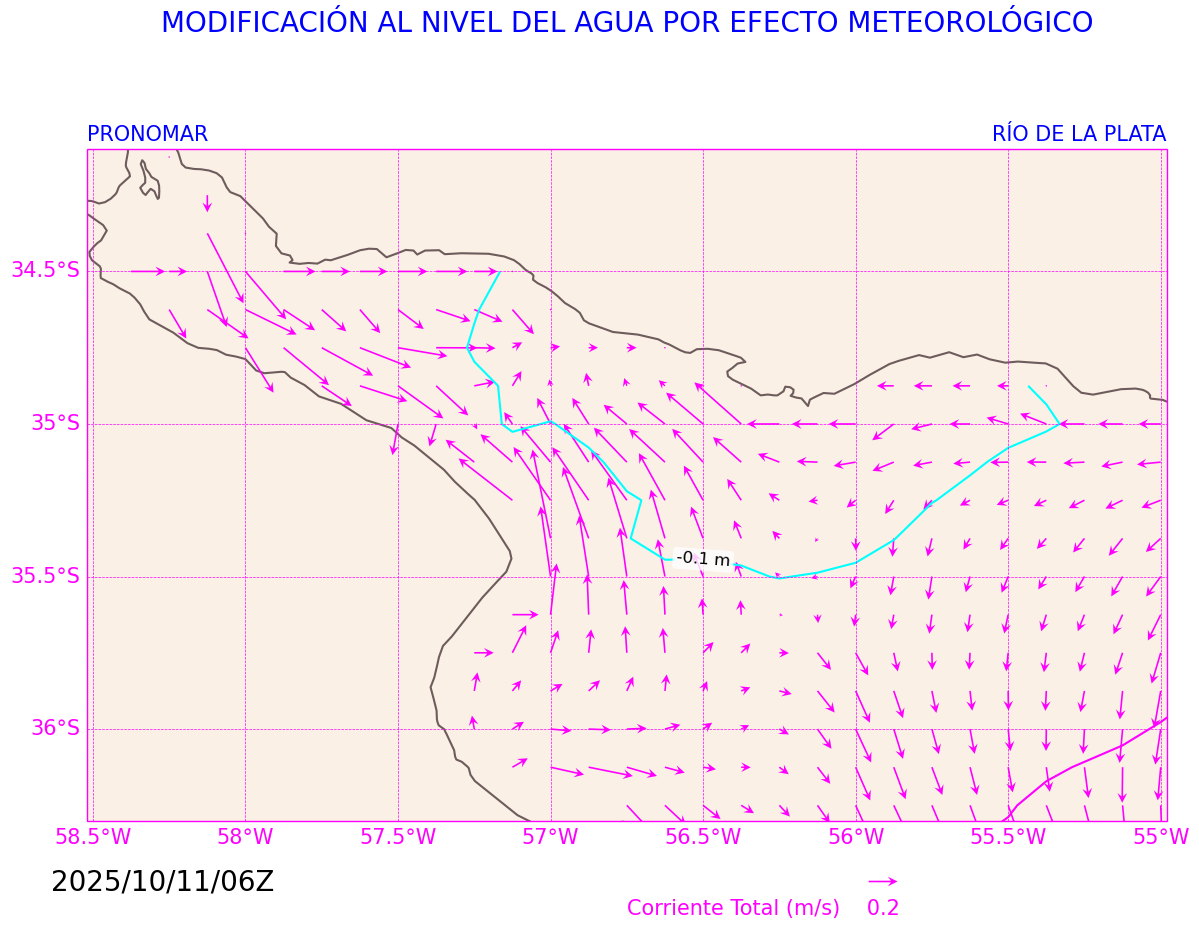 MODIFICACIÓN AL NIVEL DEL AGUA POR EFECTO METEOROLÓGICO
PRONOMAR
RÍO DE LA PLATA
34.5°S
35°S
-0.1 m
35.5°S
36°S
58.5°W 58°W 57.5°W 57°W 56.5°W 56°W 55.5°W 55°W
2025/10/11/06Z
Corriente Total (m/s) 0.2